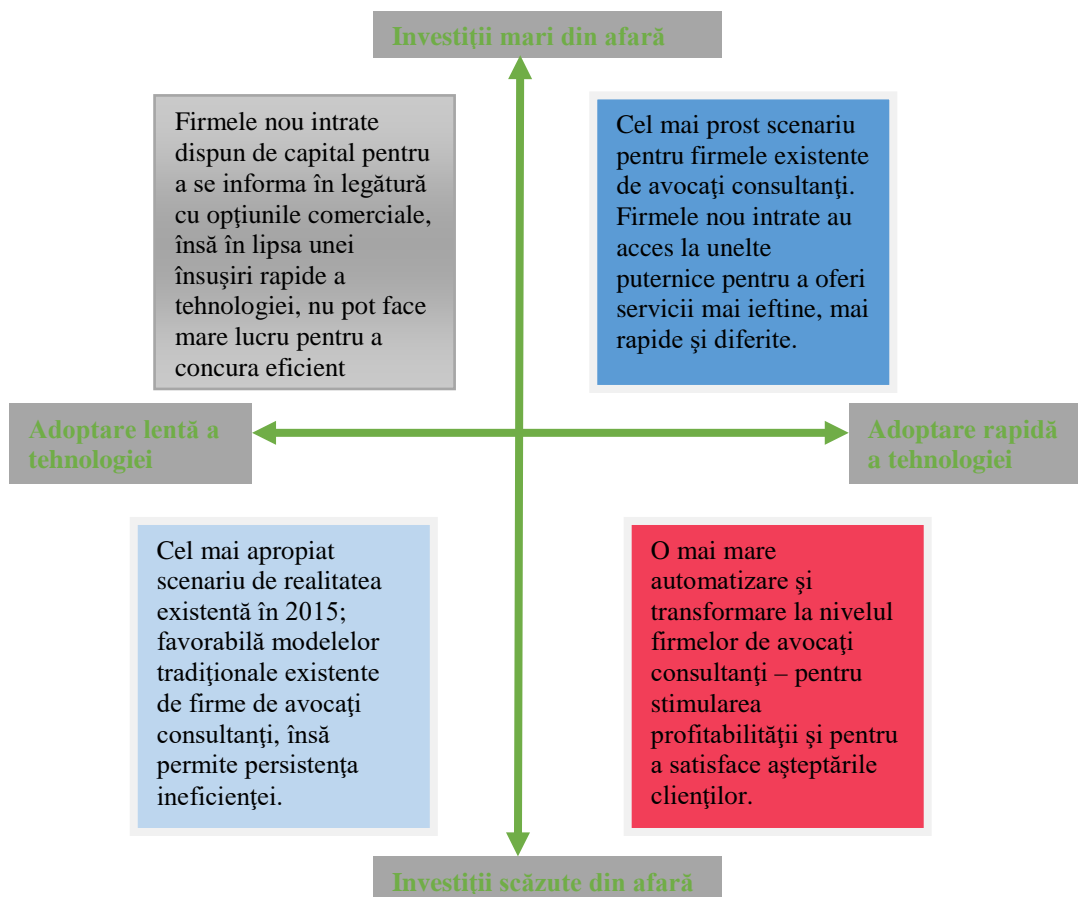 Investiții mari din afară
Firmele nou intrate
dispun de capital pentru
a se informa în legătură
cu opţiunile comerciale,
însă în lipsa unei
însuşiri rapide a
tehnologiei, nu pot face
mare lucru pentru a
concura eficient
Cel mai prost scenariu
pentru firmele existente
de avocaţi consultanţi.
Firmele nou intrate au
acces la unelte
puternice pentru a oferi
servicii mai ieftine, mai
rapide şi diferite.
Adoptare lentă a
tehnologiei
Adoptare rapidă
a tehnologiei
Cel mai apropiat
scenariu de realitatea
existentă în 2015;
favorabilă modelelor
tradiţionale existente
de firme de avocaţi
consultanţi, însă
permite persistenţa
ineficienţei.
O mai mare
automatizare şi
transformare la nivelul
firmelor de avocaţi
consultanţi – pentru
stimularea
profitabilităţii şi pentru
a satisface aşteptările
clienţilor.
Investiții scăzute din afară